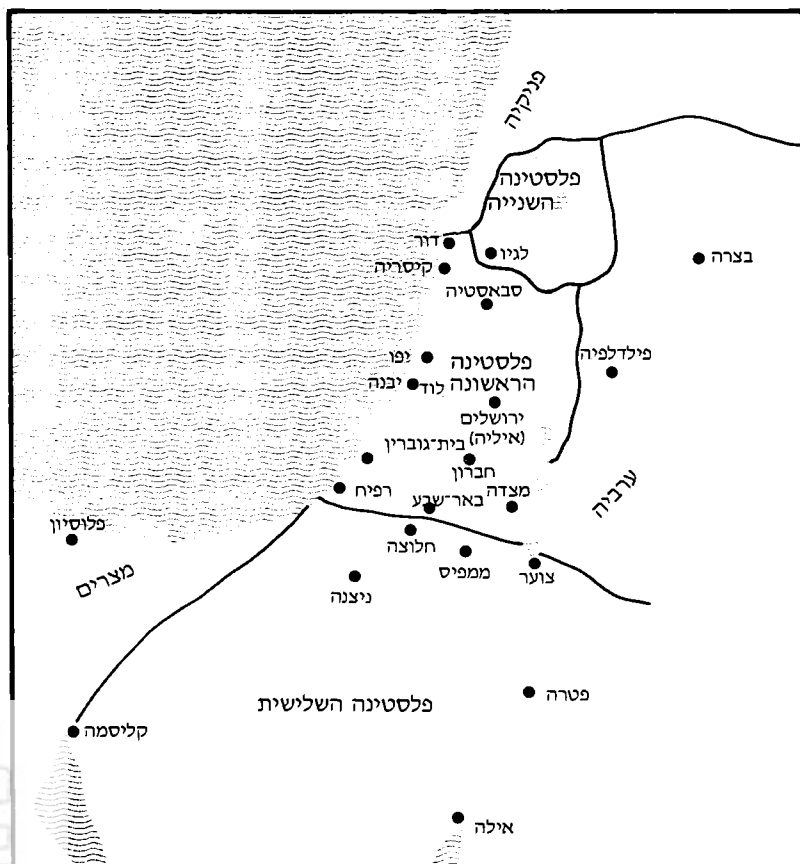 פניקיה
פלסטינה
השנייה
דור
לגיו
קיסריה
בצרה
סבאסטיה
יפו
פלסטינה
הראשונה
פילדלפיה
יבנה
לוד
ירושלים
(איליה)
בית־גוברין
חברון
רפיח
באר־שבע
מצדה
ערביה
פלוסיון
מצרים
חלוצה
ממפיס
צוער
ניצנה
פלסטינה השלישית
פטרה
קליסמה
אילה